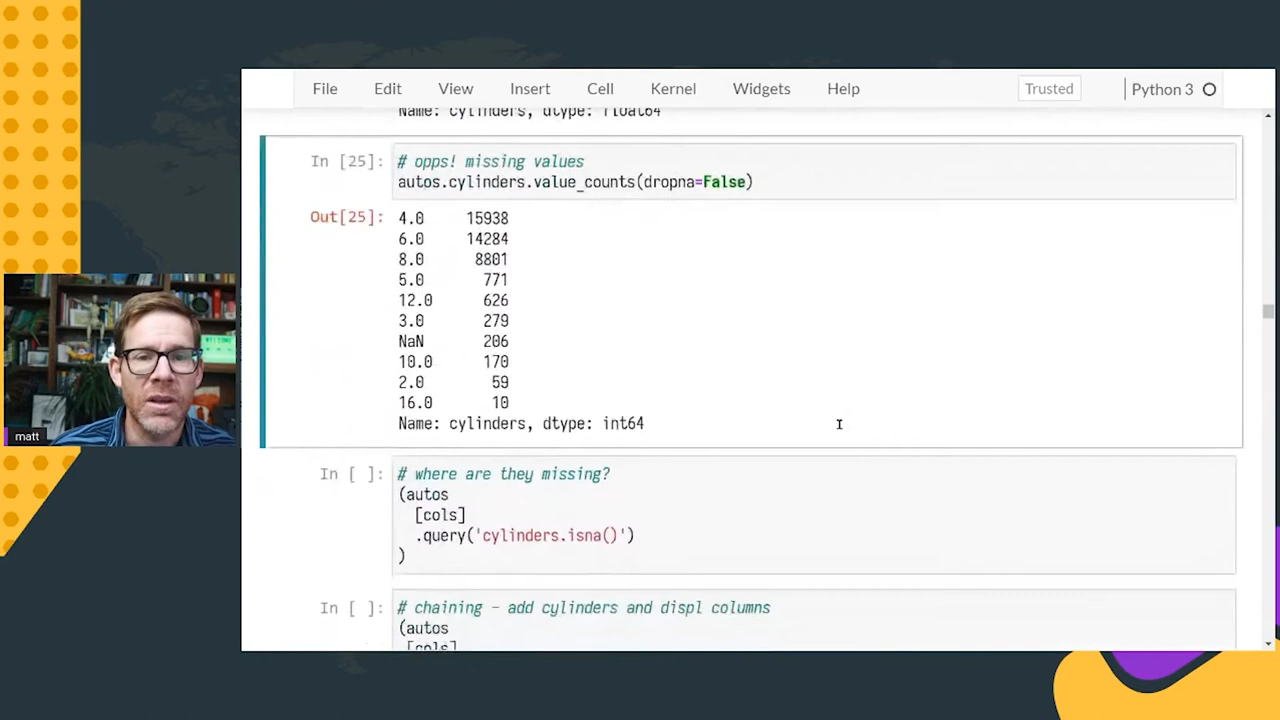 File Edit View Insert Cell Kernel Widgets Help Trusted Python 3
Name: cylinders, dtype: float64
In [25]: # opps! missing values
autos.cylinders.value_counts(dropna=False)
Out[25]: 4.0 15938
6.0 14284
8.0 8801
5.0 771
12.0 626
3.0 279
NaN 206
10.0 170
2.0 59
16.0 10
Name: cylinders, dtype: int64
In [ ]: # where are they missing?
(autos
[cols]
.query('cylinders.isna()')
)
In [ ]: # chaining - add cylinders and displ columns
(autos
[cols]
matt